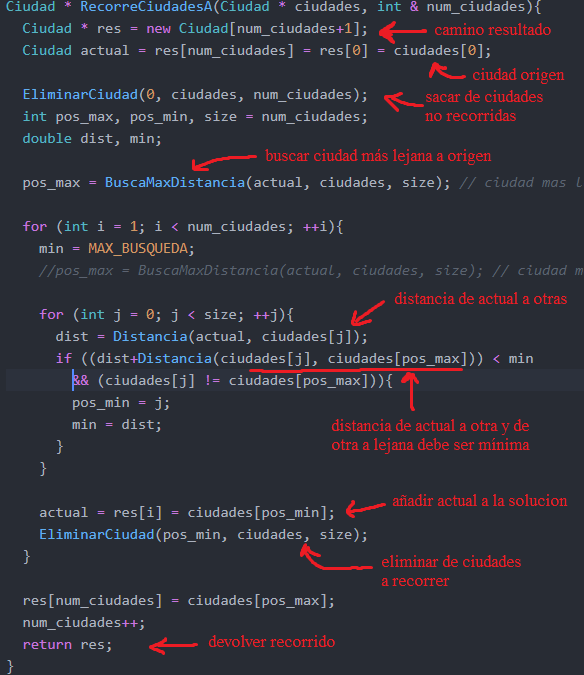 Ciudad * RecorreCiudadesA(Ciudad * ciudades, int & num_ciudades){
Ciudad * res = new Ciudad[num_ciudades+1];
camino resultado
Ciudad actual = res[num_ciudades] = res[0] = ciudades[0];
ciudad origen
EliminarCiudad(0, ciudades, num_ciudades);
sacar de ciudades
no recorridas
int pos_max, pos_min, size = num_ciudades;
double dist, min;
buscar ciudad más lejana a origen
pos_max = BuscaMaxDistancia(actual, ciudades, size); // ciudad mas l
for (int i = 1; i < num_ciudades; ++i){
min = MAX_BUSQUEDA;
//pos_max = BuscaMaxDistancia(actual, ciudades, size); // ciudad m
for (int j = 0; j < size; ++j){
distancia de actual a otras
dist = Distancia(actual, ciudades[j]);
if ((dist+Distancia(ciudades[j], ciudades[pos_max])) < min
&& (ciudades[j] != ciudades[pos_max])){
pos_min = j;
min = dist;
distancia de actual a otra y de
otra a lejana debe ser mínima
}
}
actual = res[i] = ciudades[pos_min];
añadir actual a la solucion
EliminarCiudad(pos_min, ciudades, size);
}
eliminar de ciudades
a recorrer
res[num_ciudades] = ciudades[pos_max];
num_ciudades++;
return res;
devolver recorrido
}